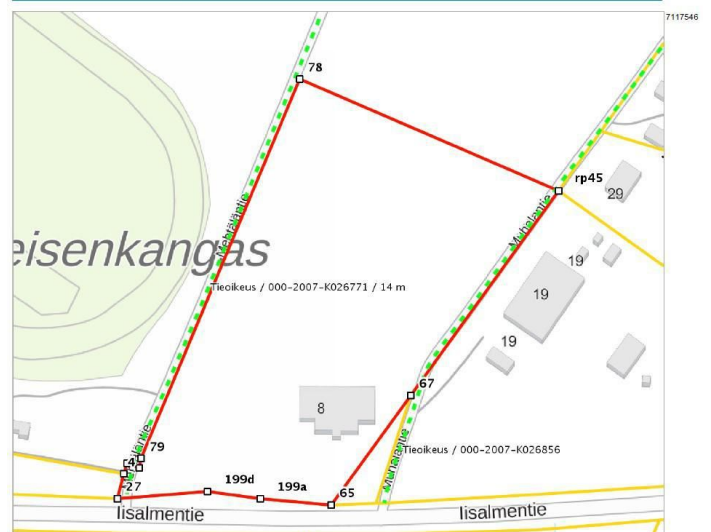 7117546
78
rp45
29
Mehtäläntie
Muhalantie
eisenkangas
19
Tieoikeus / 000-2007-K026771 / 14 m
19
19
67
8
79
Muhalantie
Tieoikeus / 000-2007-K026856
199d
199a
65
27
Iisalmentie
Iisalmentie